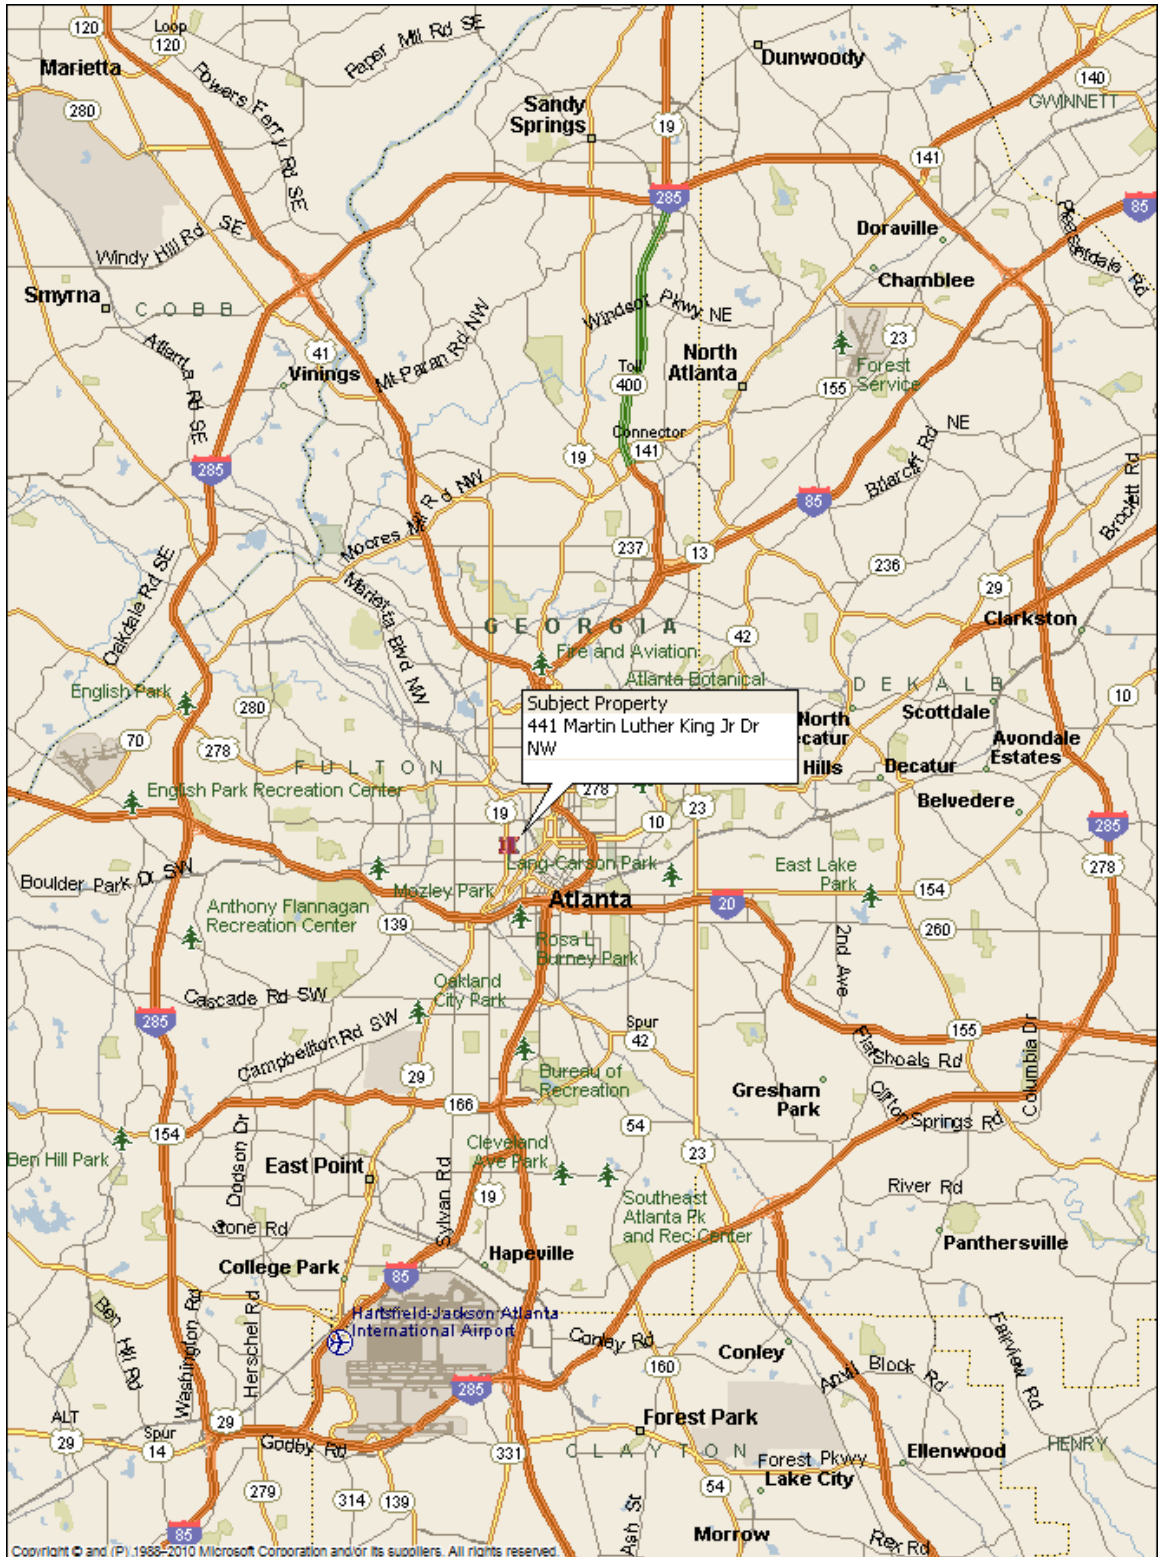 120
Loop
120
Marietta
Paper Mill Rd SE
Powers Ferry Rd SE
280
Dunwoody
Sandy
Springs
19
140
GWINNETT
141
285
85
Pleasetdale Rd
Windy Hill Rd SE
Doraville
Chamblee
Smyrna
COBB
Windsor Pkwy NE
Atlanta Rd SE
41
Vinings
Mt Paran Rd NW
Toll
400
North
Atlanta
23
Forest
Service
155
Connector
141
19
285
NE
Briarcliff Rd
85
Brockett Rd
Moores Mill Rd NW
237
13
236
Oakdale Rd SE
Marietta Blvd NW
29
Clarkston
GEORGIA
42
Fire and Aviation
Atlanta Botanical
English Park
280
DEKALB
10
Scottdale
Subject Property
441 Martin Luther King Jr Dr
NW
North
ecatur
Hills
70
278
Avondale
Estates
FULTON
Decatur
English Park Recreation Center
278
19
10
23
Belvedere
285
278
Boulder Park Dr SW
Lang-Carson Park
East Lake
Park
Mozley Park
Atlanta
20
154
Anthony Flannagan
Recreation Center
139
260
Rosa L
Burney Park
2nd Ave
Oakland
City Park
Cascade Rd SW
285
Campbellton Rd SW
Spur
42
155
Flat Shoals Rd
Columbia Dr
29
Bureau of
Recreation
Gresham
Park
166
Clifton Springs Rd
154
54
Ben Hill Park
Dodson Dr
Cleveland
Ave Park
23
East Point
Sylvan Rd
19
River Rd
Southeast
Atlanta Pk
and Rec Center
Stone Rd
Hapeville
Panthersville
College Park
85
Ben Hill Rd
Washington Rd
Herschel Rd
Hartsfield-Jackson Atlanta
International Airport
Conley Rd
Conley
Fairview Rd
160
Anvil Block Rd
285
ALT
29
Spur
14
29
Godby Rd
331
Forest Park
CLAYTON
Ellenwood
HENRY
Forest Pkwy
Lake City
279
314
139
54
85
Ash St
Morrow
Rex Rd
Copyright © and (P) 1988–2010 Microsoft Corporation and/or its suppliers. All rights reserved.